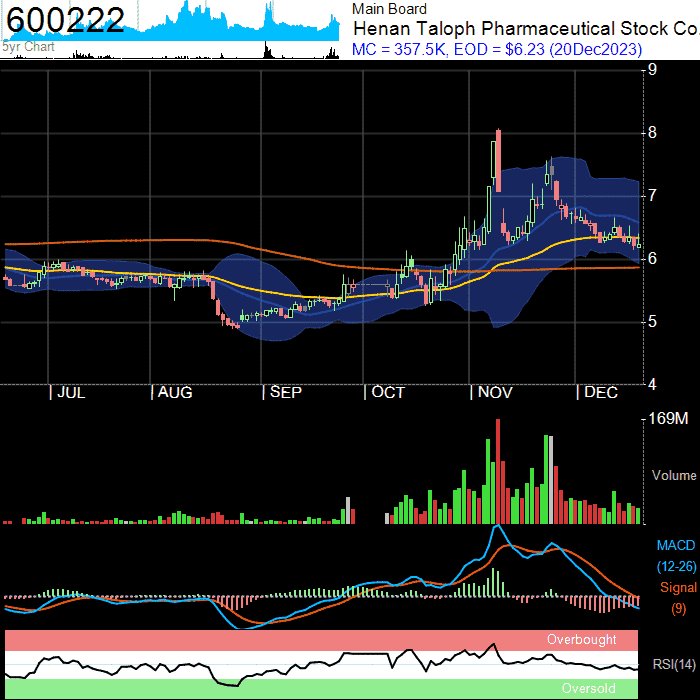 600222
5yr Chart
Main Board
Henan Taloph Pharmaceutical Stock Co.
MC = 357.5K, EOD = $6.23 (20Dec2023)
9
8
7
6
5
4
JUL
AUG
SEP
OCT
NOV
DEC
169M
Volume
MACD
(12-26)
Signal
(9)
Overbought
RSI(14)
Oversold